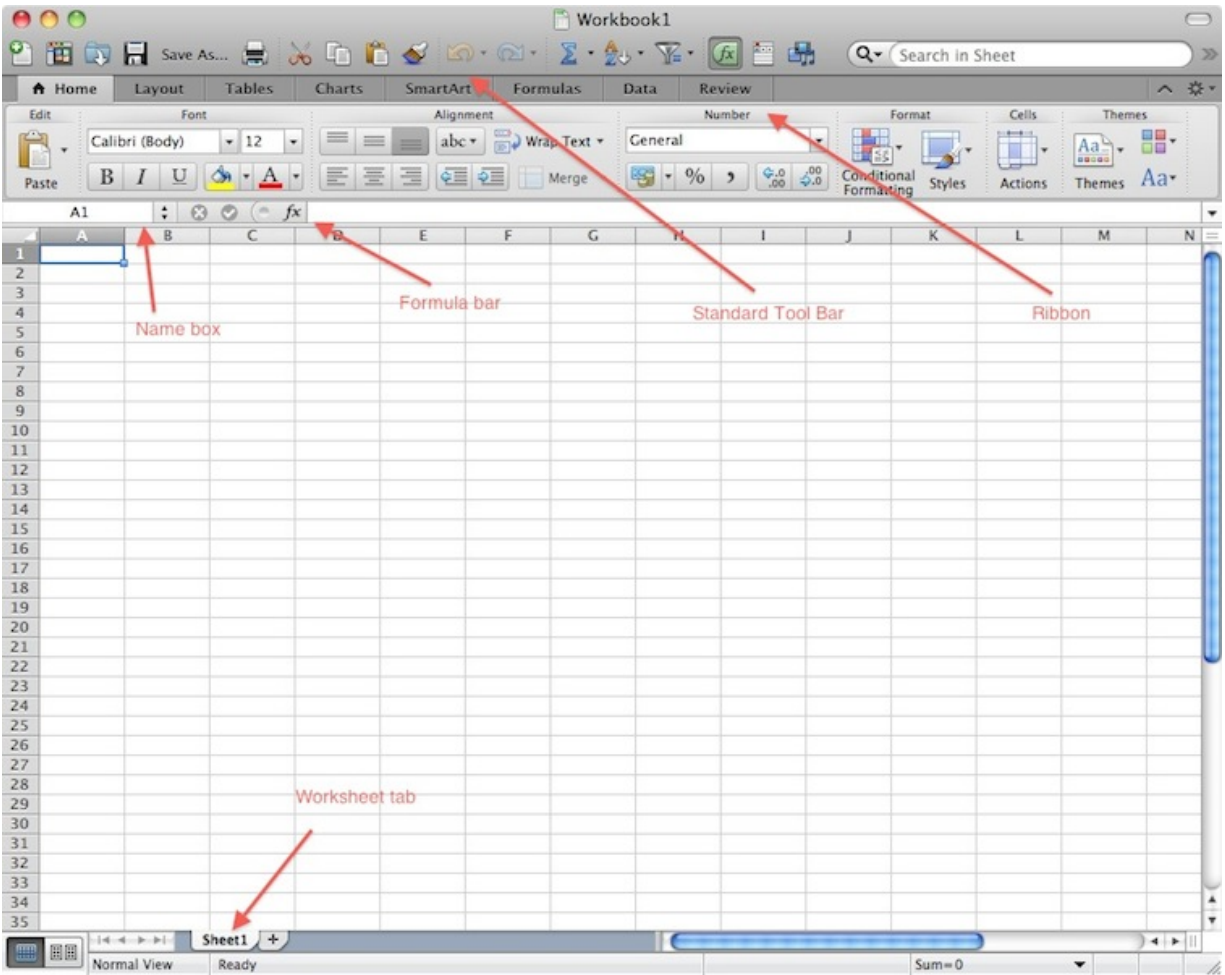 Workbook1
Save As...
Search in Sheet
Home Layout Tables Charts SmartArt Formulas Data Review
Edit Font Alignment Number Format Cells Themes
Calibri (Body) 12 abc Wrap Text General
Paste B I U A Merge % , .0 .00 .00 .0 Conditional Formatting Styles Actions Themes Aa
A1 fx
A B C D E F G H I J K L M N
1
2
3
Formula bar
4
Standard Tool Bar
Ribbon
5
Name box
6
7
8
9
10
11
12
13
14
15
16
17
18
19
20
21
22
23
24
25
26
27
28
29
Worksheet tab
30
31
32
33
34
35
Sheet1 +
Normal View Ready Sum=0